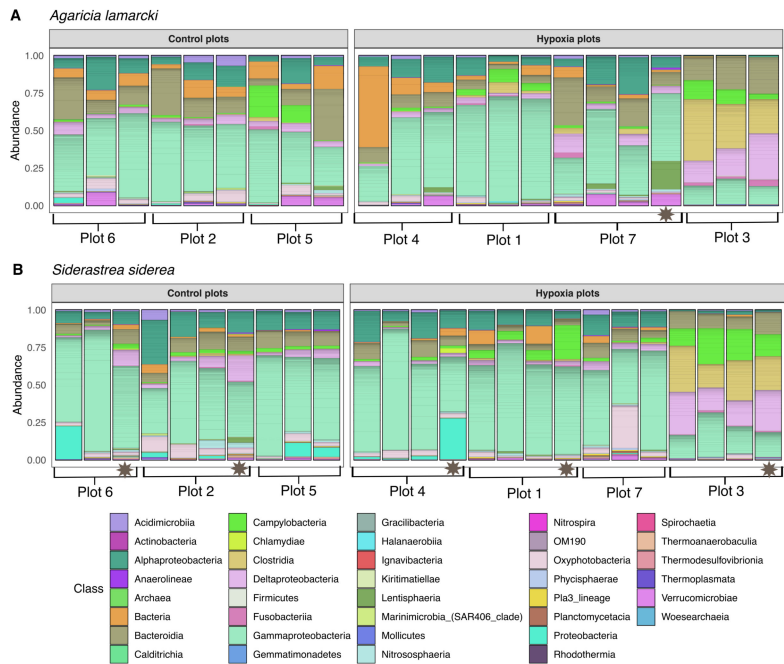 A Agaricia lamarcki
Control plots Hypoxia plots
Abundance
1.00
0.75
0.50
0.25
0.00
Plot 6 Plot 2 Plot 5 Plot 4 Plot 1 Plot 7 Plot 3
B Siderastrea siderea
Control plots Hypoxia plots
Abundance
1.00
0.75
0.50
0.25
0.00
Plot 6 Plot 2 Plot 5 Plot 4 Plot 1 Plot 7 Plot 3
Class
Acidimicrobiia
Actinobacteria
Alphaproteobacteria
Anaerolineae
Archaea
Bacteria
Bacteroidia
Calditrichia
Campylobacteria
Chlamydiae
Clostridia
Deltaproteobacteria
Firmicutes
Fusobacteriia
Gammaproteobacteria
Gemmatimonadetes
Gracilibacteria
Halanaerobiia
Ignavibacteria
Kiritimatiellae
Lentisphaeria
Marinimicrobia_(SAR406_clade)
Mollicutes
Nitrososphaeria
Nitrospira
OM190
Oxyphotobacteria
Phycisphaerae
Pla3_lineage
Planctomycetacia
Proteobacteria
Rhodothermia
Spirochaetia
Thermoanaerobaculia
Thermodesulfovibrionia
Thermoplasmata
Verrucomicrobiae
Woesearchaeia